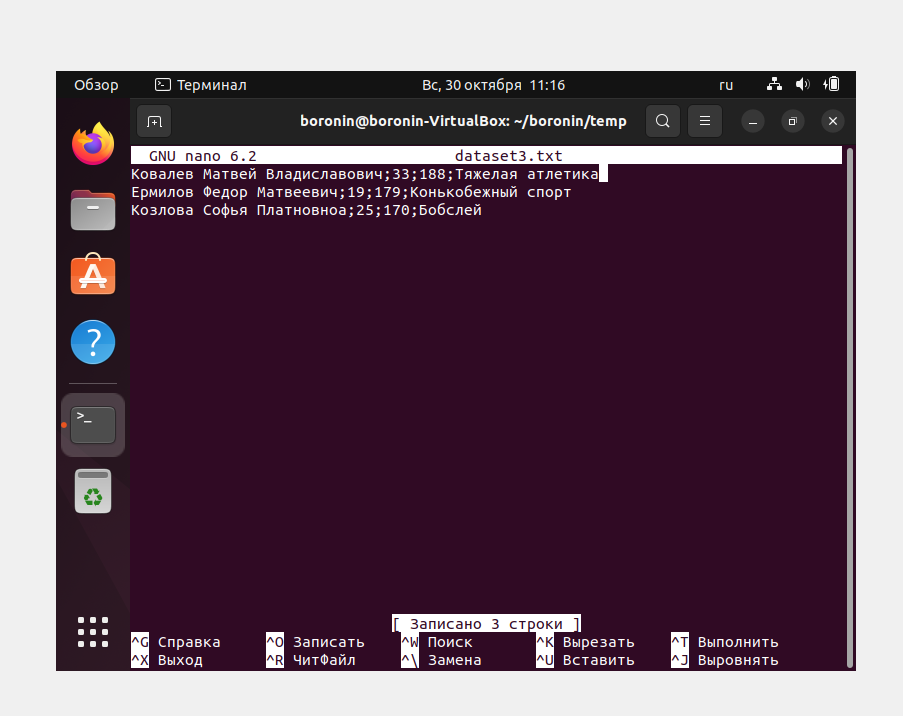 Обзор Терминал Вс, 30 октября 11:16 ru
boronin@boronin-VirtualBox: ~/boronin/temp
GNU nano 6.2 dataset3.txt
Ковалев Матвей Владиславович;33;188;Тяжелая атлетика
Ермилов Федор Матвеевич;19;179;Конькобежный спорт
Козлова Софья Платновноа;25;170;Бобслей
[ Записано 3 строки ]
^G Справка ^O Записать ^W Поиск ^K Вырезать ^T Выполнить
^X Выход ^R ЧитФайл ^\ Замена ^U Вставить ^J Выровнять